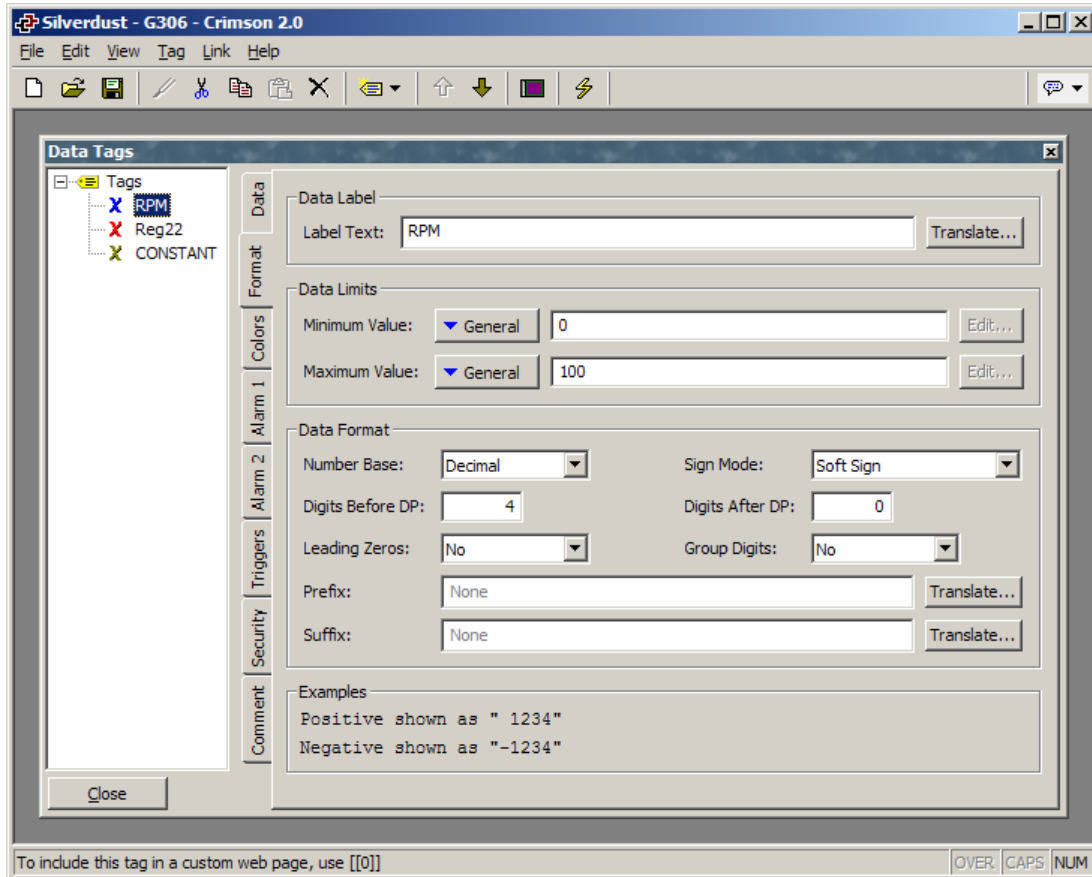 Silverdust - G306 - Crimson 2.0
File Edit View Tag Link Help
Data Tags
Tags
RPM
Reg22
CONSTANT
Data
Format
Colors
Alarm 1
Alarm 2
Triggers
Security
Comment
Data Label
Label Text: RPM Translate...
Data Limits
Minimum Value: General 0 Edit...
Maximum Value: General 100 Edit...
Data Format
Number Base: Decimal Sign Mode: Soft Sign
Digits Before DP: 4 Digits After DP: 0
Leading Zeros: No Group Digits: No
Prefix: None Translate...
Suffix: None Translate...
Examples
Positive shown as " 1234"
Negative shown as "-1234"
Close
To include this tag in a custom web page, use [[0]] OVER CAPS NUM